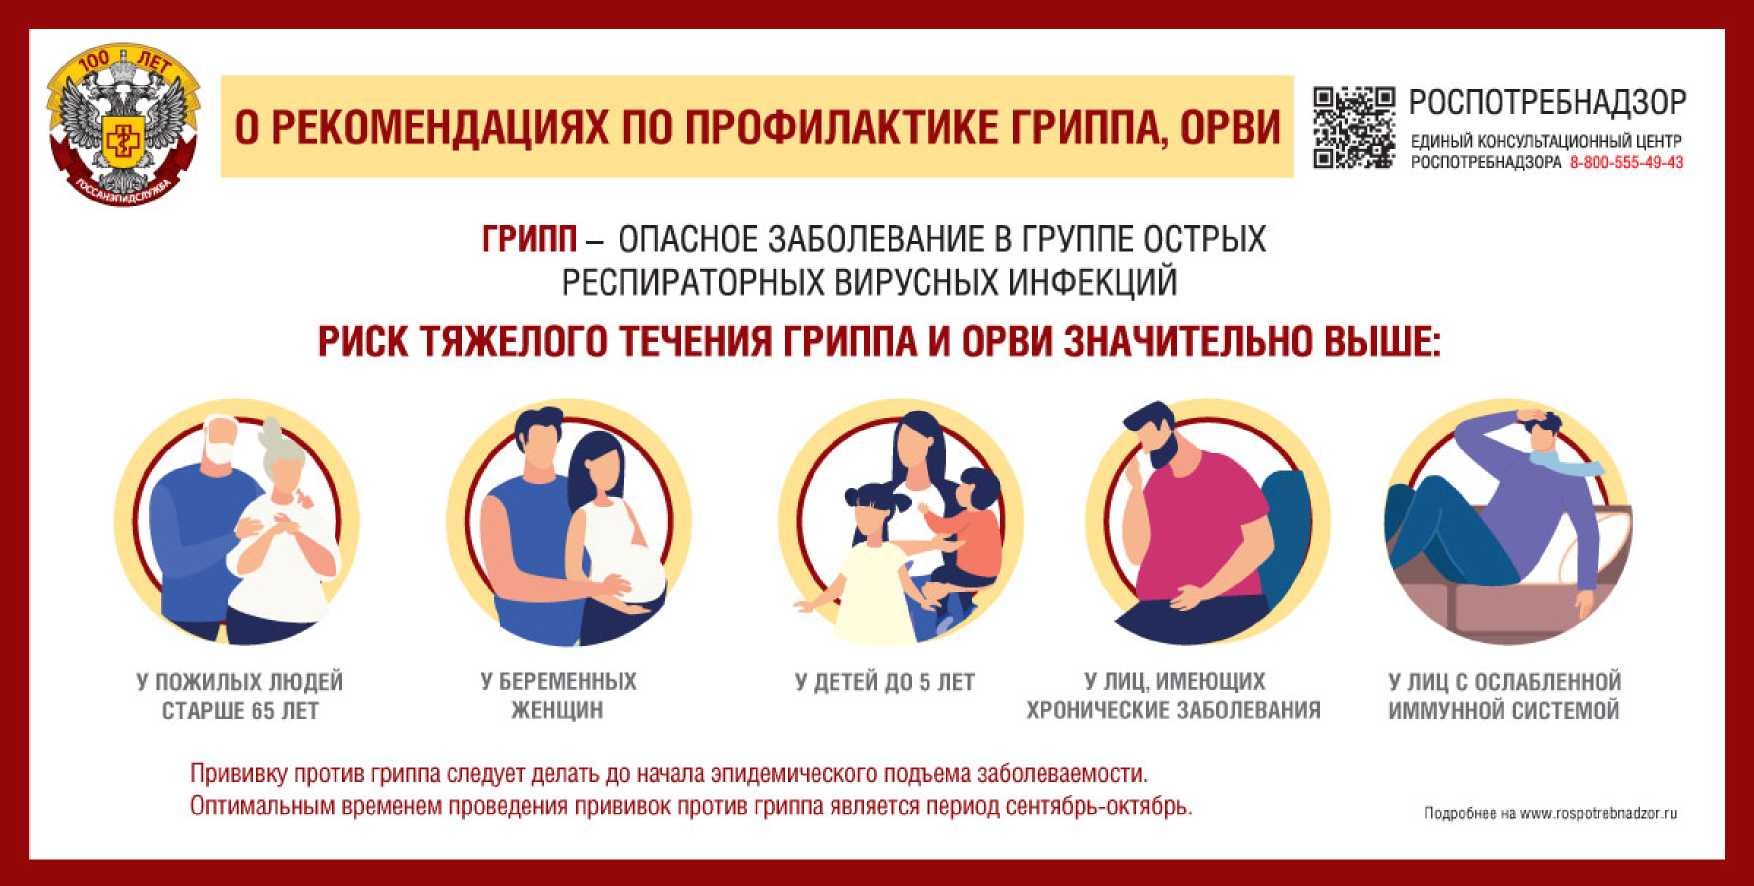 100 ЛЕТ
ГОССАНЭПИДСЛУЖБА
О РЕКОМЕНДАЦИЯХ ПО ПРОФИЛАКТИКЕ ГРИППА, ОРВИ
РОСПОТРЕБНАДЗОР
ЕДИНЫЙ КОНСУЛЬТАЦИОННЫЙ ЦЕНТР
РОСПОТРЕБНАДЗОРА 8-800-555-49-43
ГРИПП – ОПАСНОЕ ЗАБОЛЕВАНИЕ В ГРУППЕ ОСТРЫХ
РЕСПИРАТОРНЫХ ВИРУСНЫХ ИНФЕКЦИЙ
РИСК ТЯЖЕЛОГО ТЕЧЕНИЯ ГРИППА И ОРВИ ЗНАЧИТЕЛЬНО ВЫШЕ:
У ПОЖИЛЫХ ЛЮДЕЙ
СТАРШЕ 65 ЛЕТ
У БЕРЕМЕННЫХ
ЖЕНЩИН
У ДЕТЕЙ ДО 5 ЛЕТ
У ЛИЦ, ИМЕЮЩИХ
ХРОНИЧЕСКИЕ ЗАБОЛЕВАНИЯ
У ЛИЦ С ОСЛАБЛЕННОЙ
ИММУННОЙ СИСТЕМОЙ
Прививку против гриппа следует делать до начала эпидемического подъема заболеваемости.
Оптимальным временем проведения прививок против гриппа является период сентябрь-октябрь.
Подробнее на www.rospotrebnadzor.ru